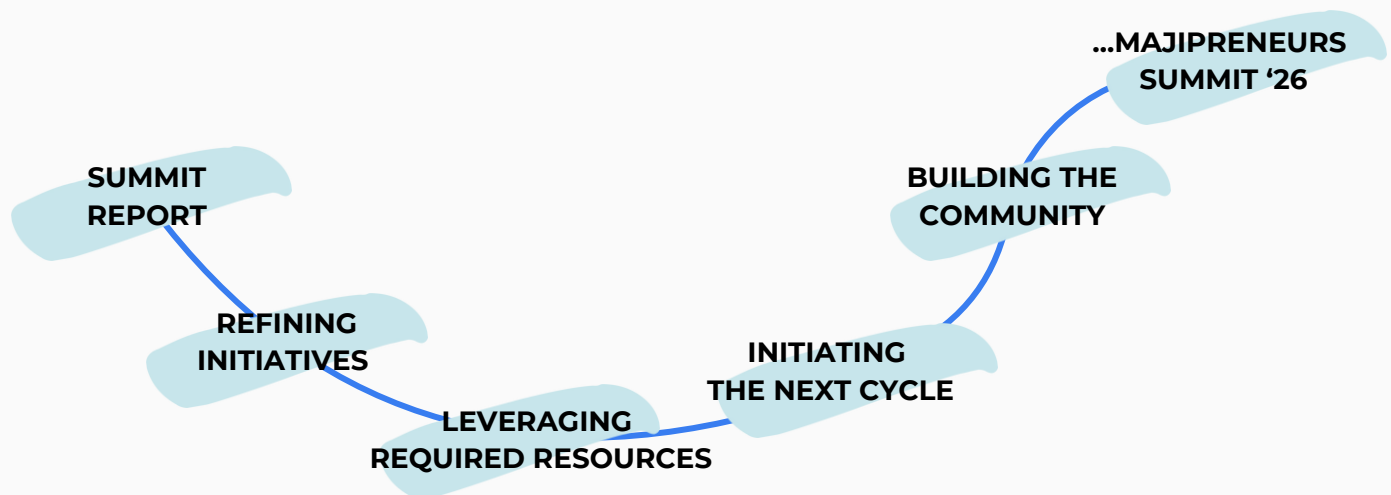 SUMMIT
REPORT
REFINING
INITIATIVES
LEVERAGING
REQUIRED RESOURCES
INITIATING
THE NEXT CYCLE
BUILDING THE
COMMUNITY
...MAJIPRENEURS
SUMMIT ‘26